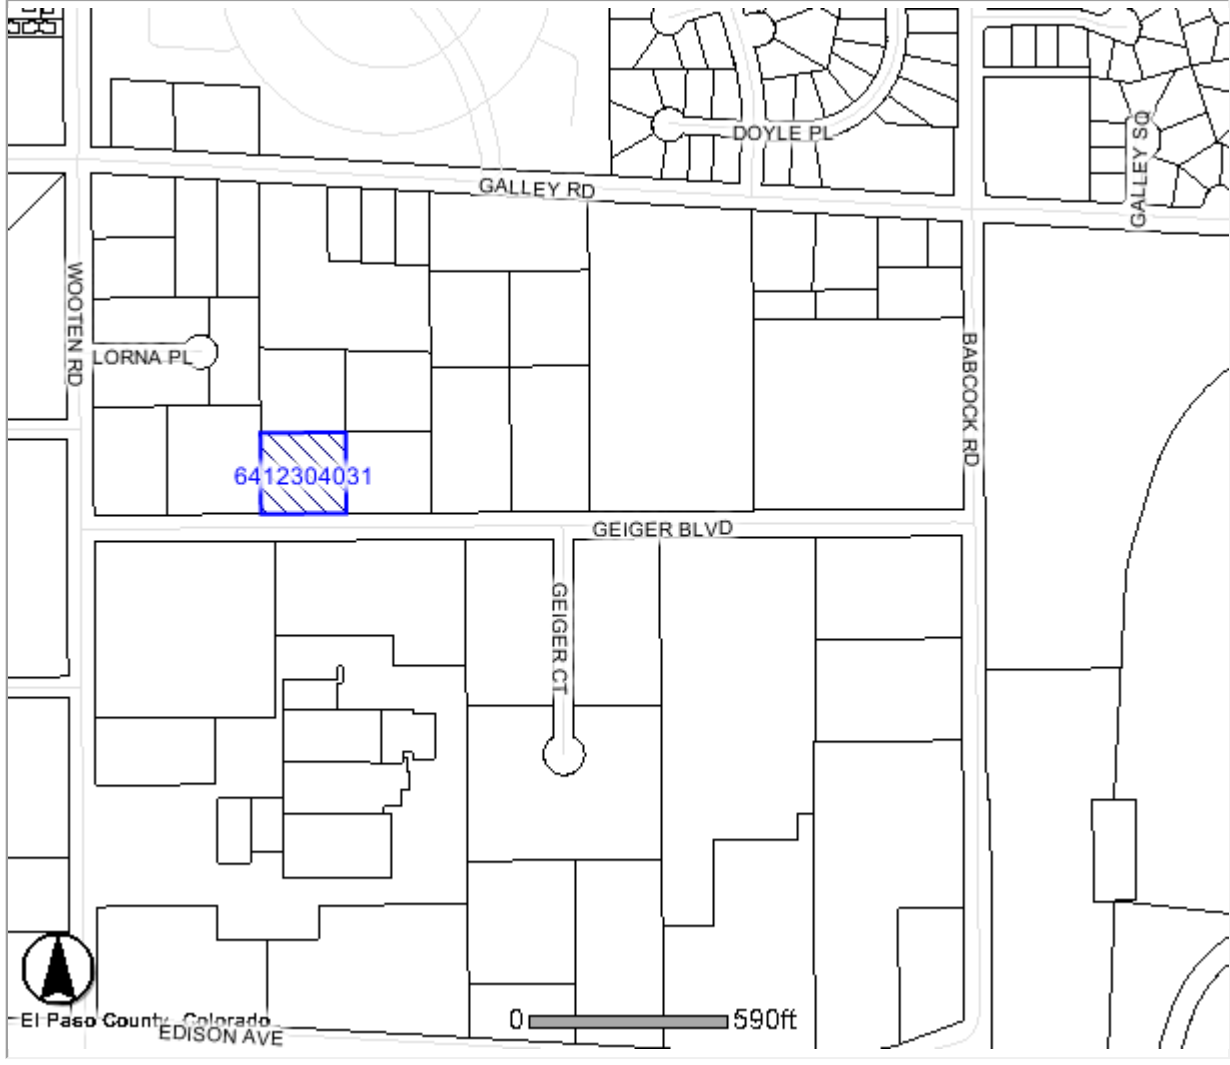 DOYLE PL
GALLEY SQ
GALLEY RD
WOOTEN RD
LORNA PL
BABCOCK RD
6412304031
GEIGER BLVD
GEIGER CT
El Paso County, Colorado
0 590ft
EDISON AVE